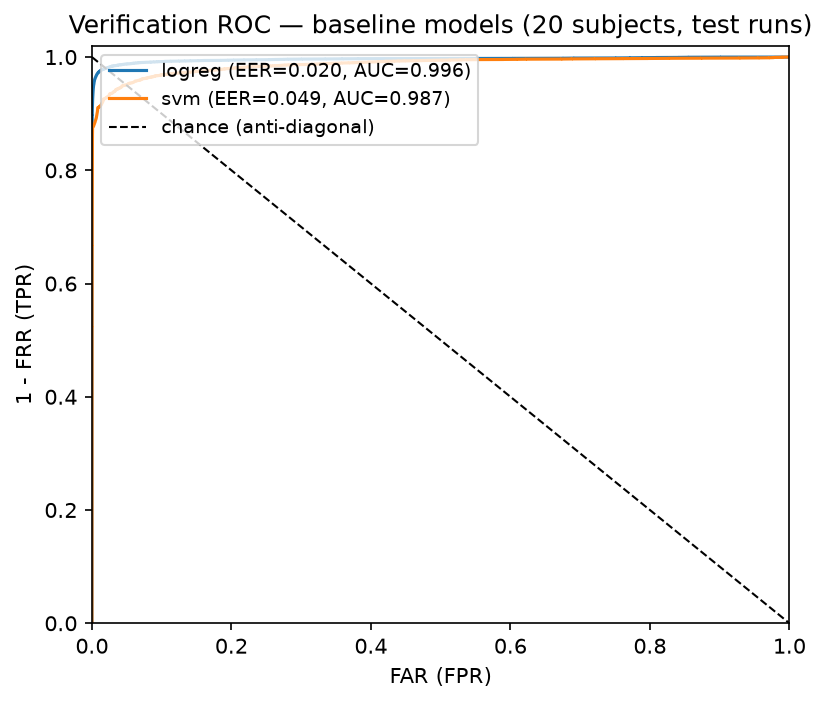 Verification ROC — baseline models (20 subjects, test runs)
1.0
logreg (EER=0.020, AUC=0.996)
svm (EER=0.049, AUC=0.987)
chance (anti-diagonal)
0.8
0.6
1 - FRR (TPR)
0.4
0.2
0.0
0.0 0.2 0.4 0.6 0.8 1.0
FAR (FPR)